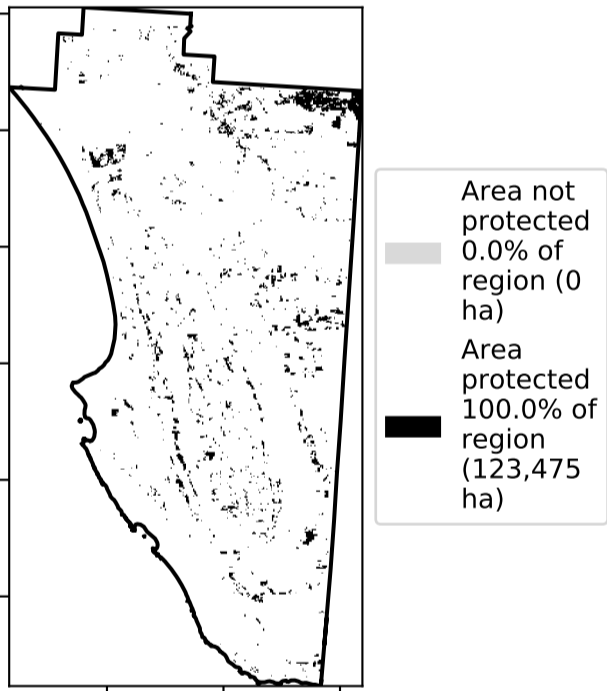 Area not
protected
0.0% of
region (0
ha)
Area
protected
100.0% of
region
(123,475
ha)